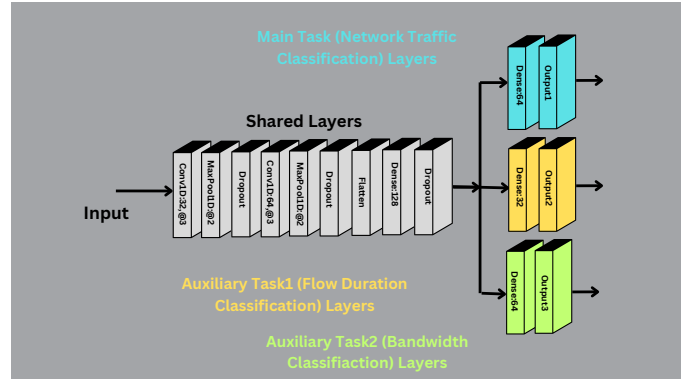 Main Task (Network Traffic
Classification) Layers
Shared Layers
Input
Conv1D:32,@3
MaxPool1D:@2
Dropout
Conv1D:64,@3
MaxPool1D:@2
Dropout
Flatten
Dense:128
Dropout
Dense:64
Output1
Dense:32
Output2
Dense:64
Output3
Auxiliary Task1 (Flow Duration
Classification) Layers
Auxiliary Task2 (Bandwidth
Classifiaction) Layers